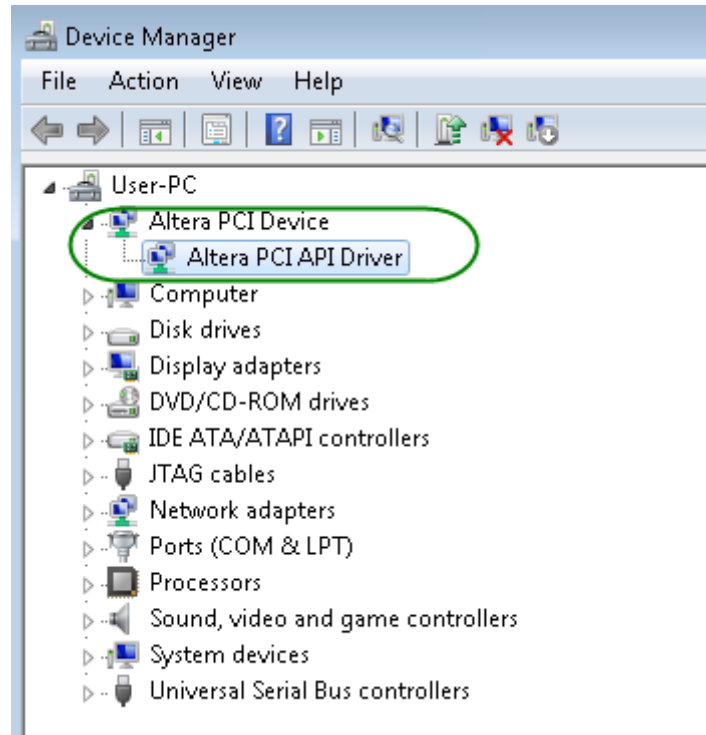 Device Manager
File Action View Help
User-PC
Altera PCI Device
Altera PCI API Driver
Computer
Disk drives
Display adapters
DVD/CD-ROM drives
IDE ATA/ATAPI controllers
JTAG cables
Network adapters
Ports (COM & LPT)
Processors
Sound, video and game controllers
System devices
Universal Serial Bus controllers